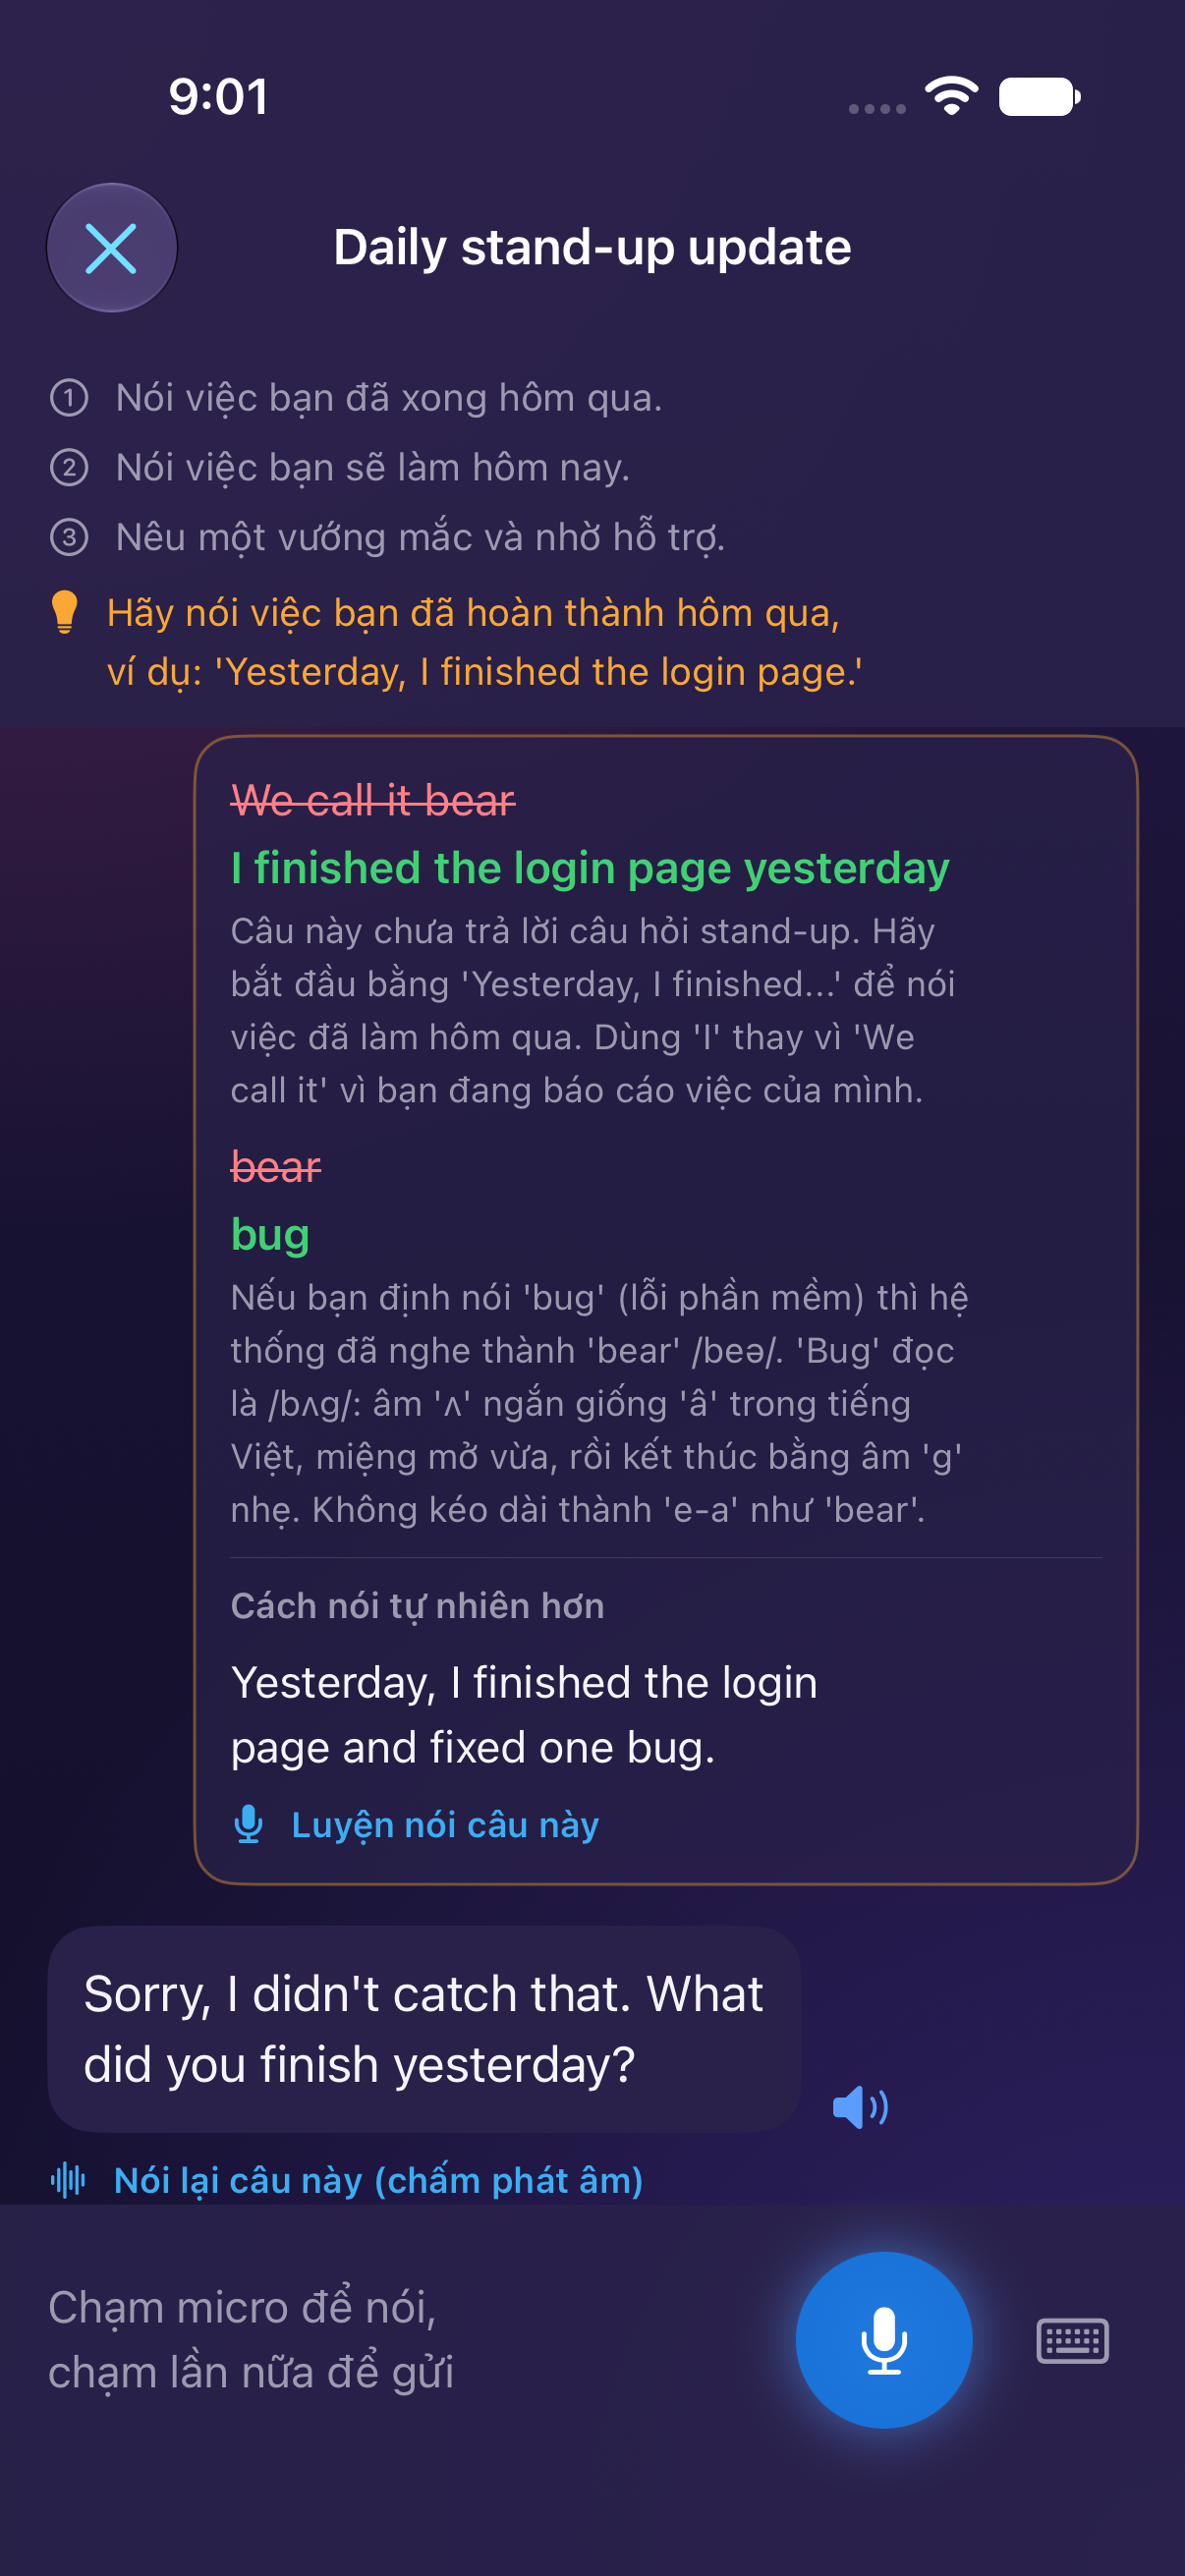 9:01
Daily stand-up update
1 Nói việc bạn đã xong hôm qua.
2 Nói việc bạn sẽ làm hôm nay.
3 Nêu một vướng mắc và nhờ hỗ trợ.
Hãy nói việc bạn đã hoàn thành hôm qua,
ví dụ: 'Yesterday, I finished the login page.'
We call it bear
I finished the login page yesterday
Câu này chưa trả lời câu hỏi stand-up. Hãy
bắt đầu bằng 'Yesterday, I finished...' để nói
việc đã làm hôm qua. Dùng 'I' thay vì 'We
call it' vì bạn đang báo cáo việc của mình.
bear
bug
Nếu bạn định nói 'bug' (lỗi phần mềm) thì hệ
thống đã nghe thành 'bear' /beə/. 'Bug' đọc
là /bʌg/: âm 'ʌ' ngắn giống 'â' trong tiếng
Việt, miệng mở vừa, rồi kết thúc bằng âm 'g'
nhẹ. Không kéo dài thành 'e-a' như 'bear'.
Cách nói tự nhiên hơn
Yesterday, I finished the login
page and fixed one bug.
Luyện nói câu này
Sorry, I didn't catch that. What
did you finish yesterday?
Nói lại câu này (chấm phát âm)
Chạm micro để nói,
chạm lần nữa để gửi